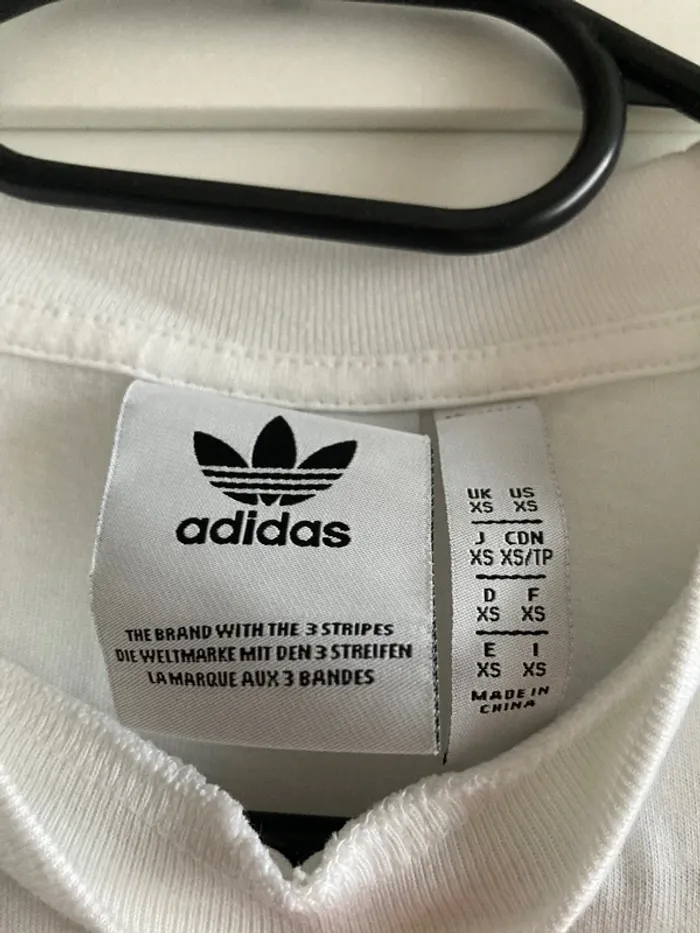 adidas
THE BRAND WITH THE 3 STRIPES
DIE WELTMARKE MIT DEN 3 STREIFEN
LA MARQUE AUX 3 BANDES
UK US
XS XS
J CDN
XS XS/TP
D F
XS XS
E I
XS XS
MADE IN
CHINA